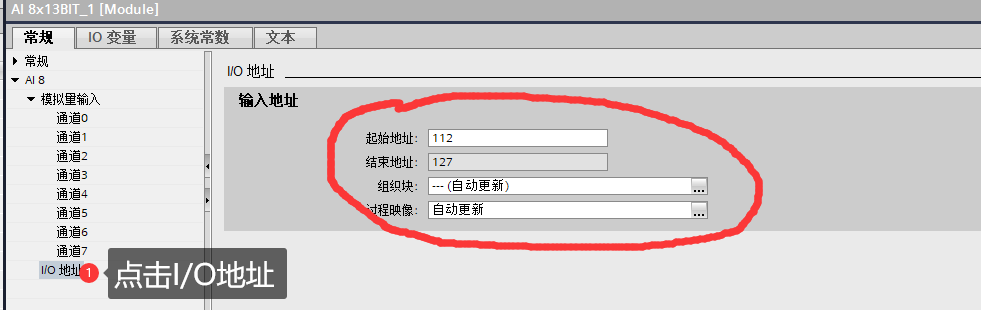 AI 8x13BIT_1 [Module]
常规 IO 变量 系统常数 文本
常规
AI 8
模拟量输入
通道0
通道1
通道2
通道3
通道4
通道5
通道6
通道7
I/O 地址
1 点击I/O地址
I/O 地址
输入地址
起始地址: 112
结束地址: 127
组织块: --- (自动更新) ...
过程映像: 自动更新 ...